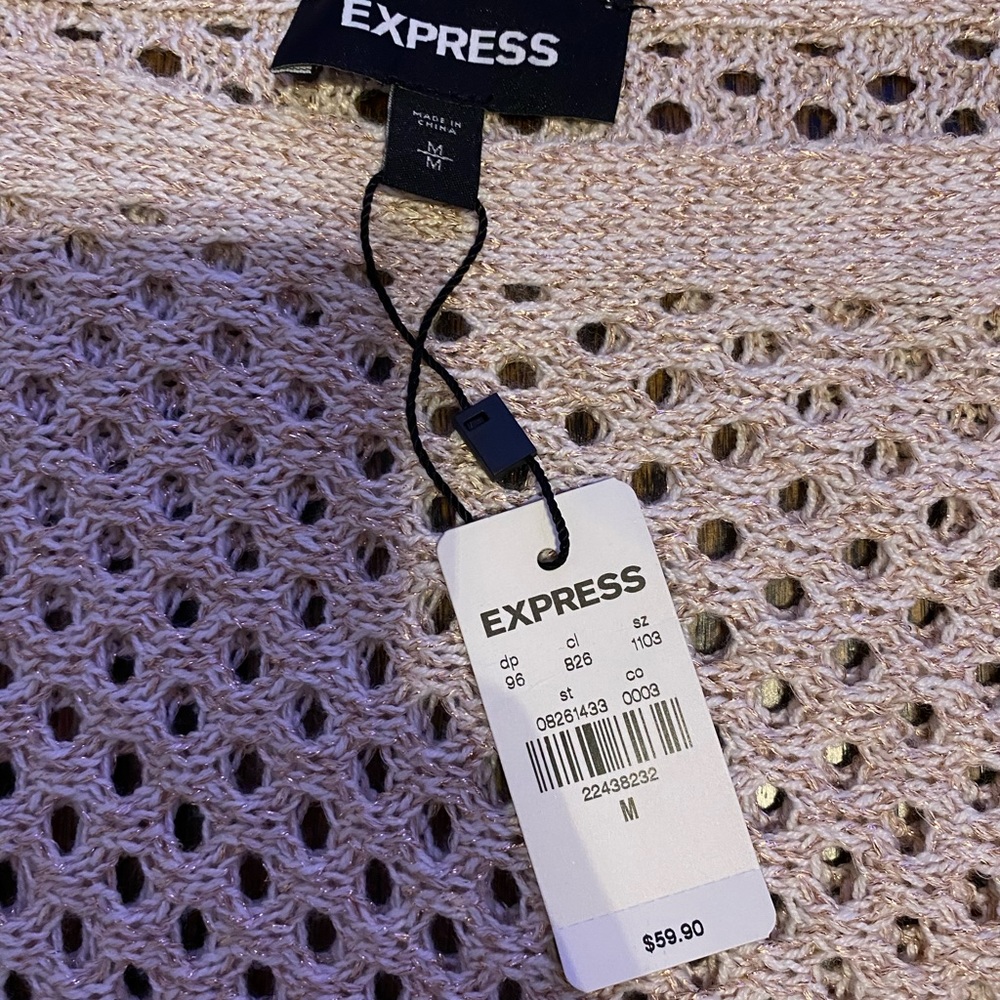 EXPRESS
MADE IN
CHINA
M
M
EXPRESS
dp cl sz
96 826 1103
st co
08261433 0003
22438232
M
$59.90